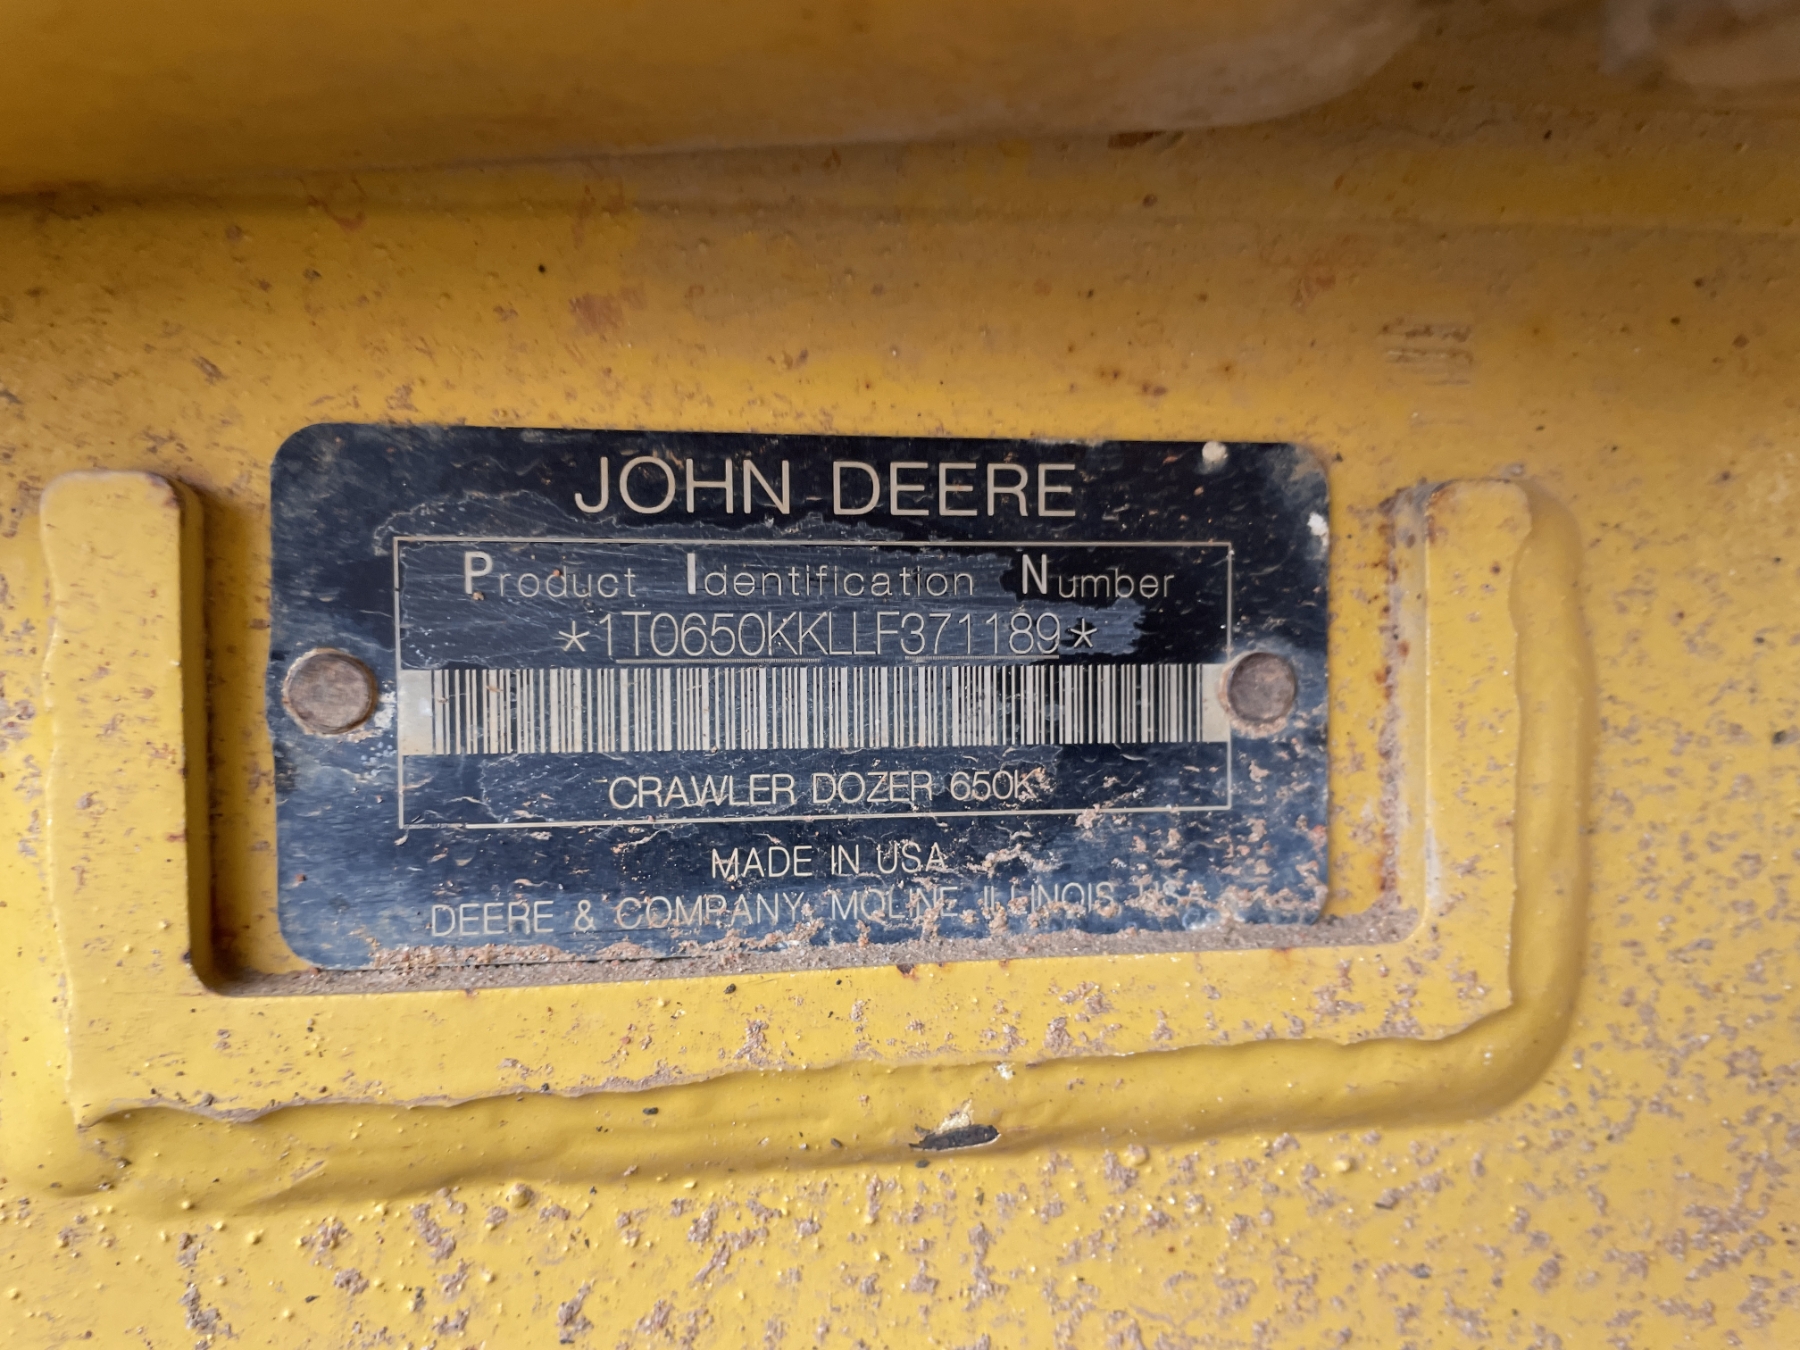 JOHN DEERE
Product Identification Number
*1T0650KKLLF371189*
CRAWLER DOZER 650K
MADE IN USA
DEERE & COMPANY, MOLINE, ILLINOIS USA